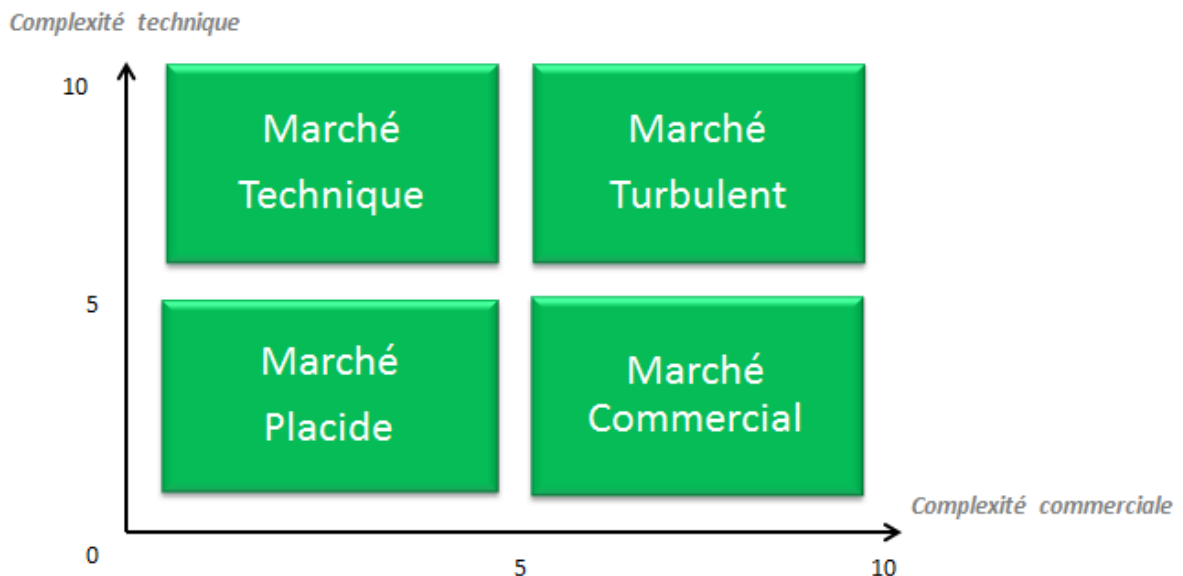 Complexité technique
10
Marché
Technique
Marché
Turbulent
5
Marché
Placide
Marché
Commercial
Complexité commerciale
0
5
10